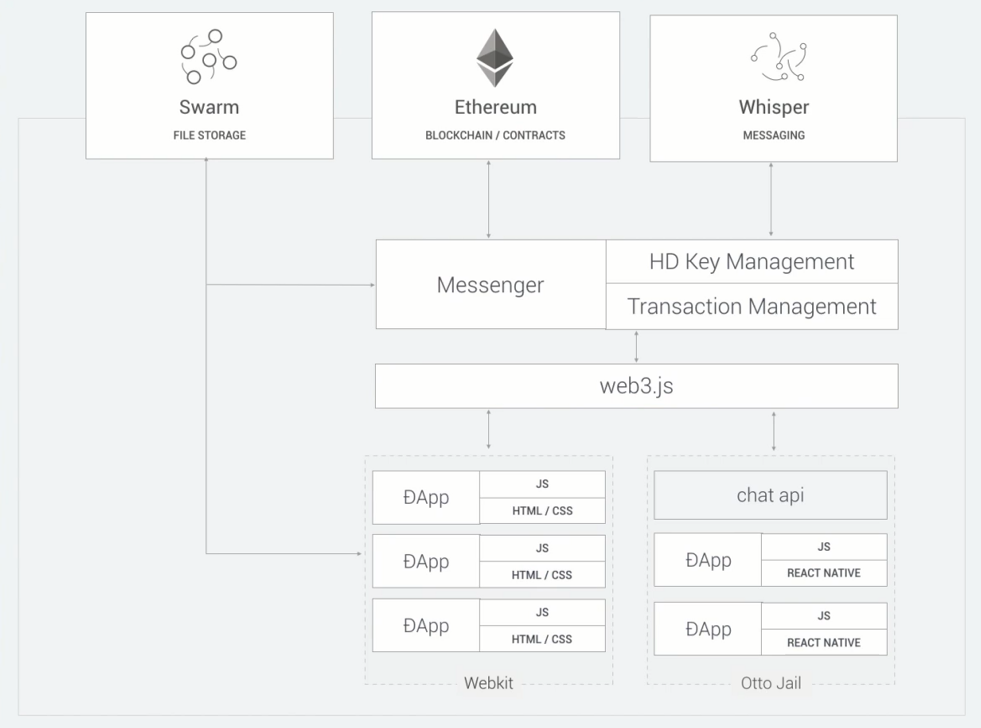 Swarm
FILE STORAGE
Ethereum
BLOCKCHAIN / CONTRACTS
Whisper
MESSAGING
Messenger
HD Key Management
Transaction Management
web3.js
ĐApp
JS
HTML / CSS
ĐApp
JS
HTML / CSS
ĐApp
JS
HTML / CSS
Webkit
chat api
ĐApp
JS
REACT NATIVE
ĐApp
JS
REACT NATIVE
Otto Jail